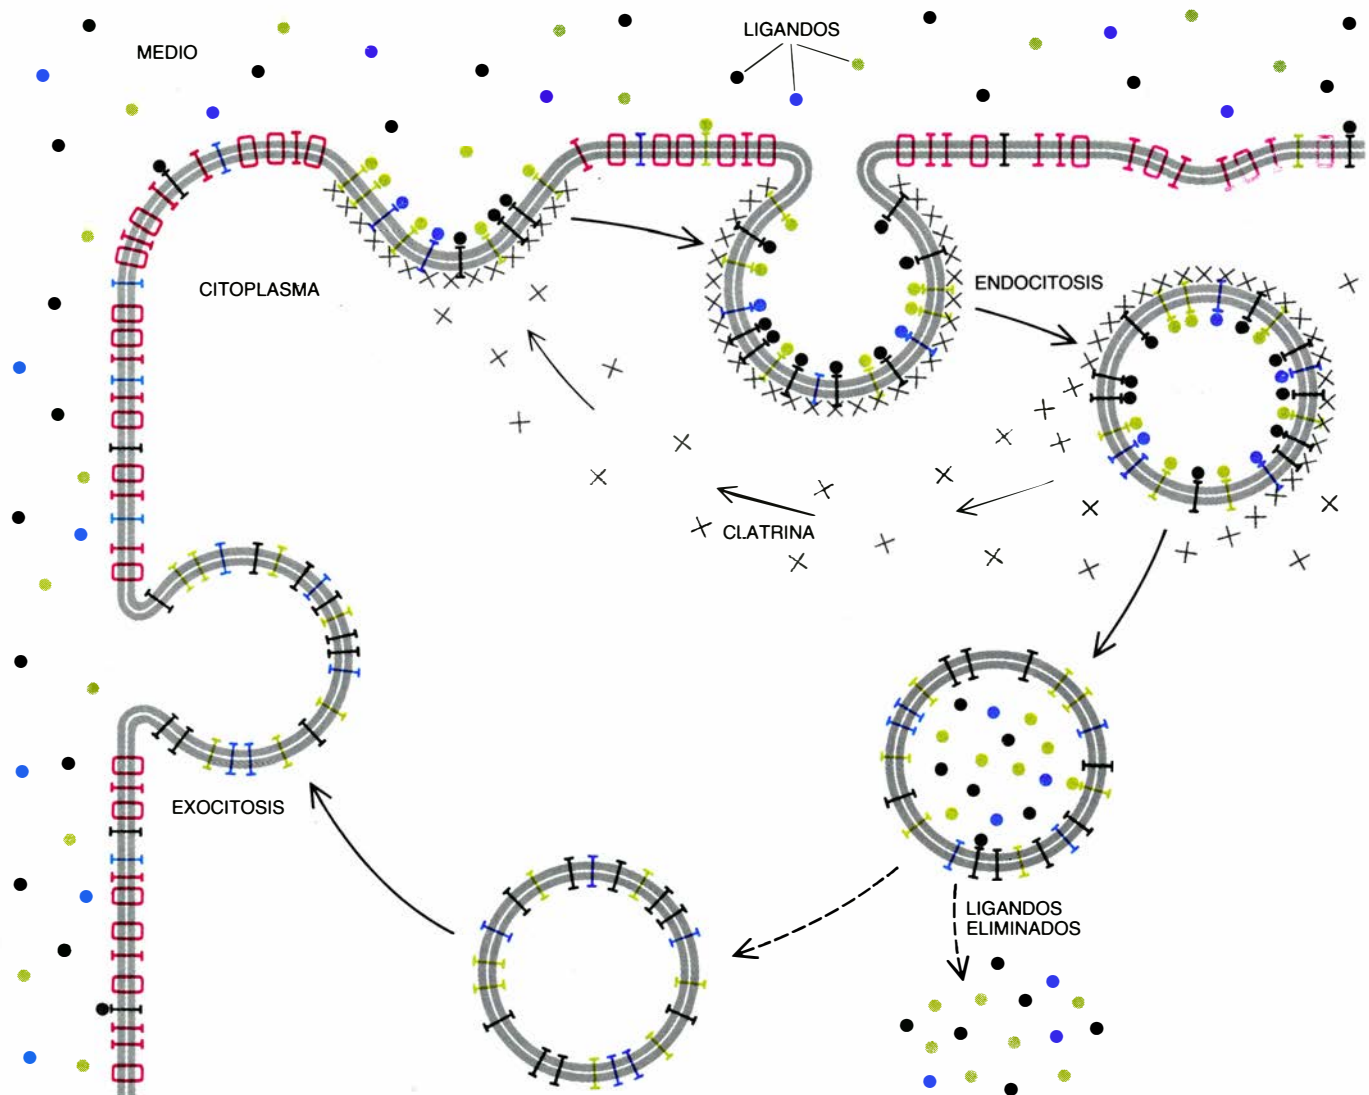 LIGANDOS
MEDIO
CITOPLASMA
ENDOCITOSIS
CLATRINA
EXOCITOSIS
LIGANDOS
ELIMINADOS